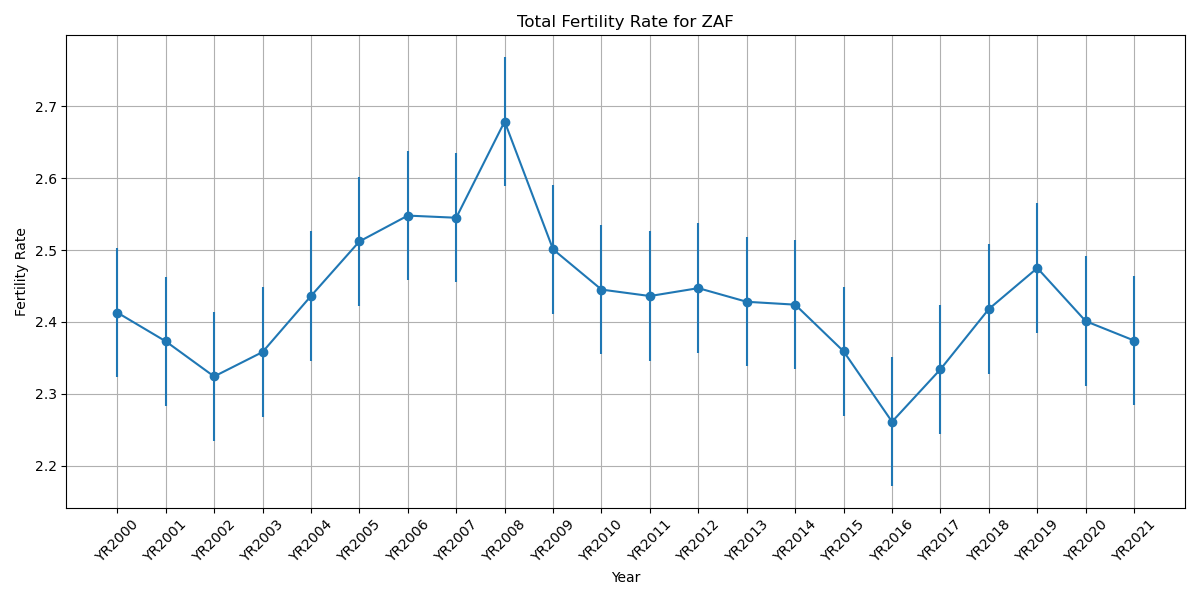 Total Fertility Rate for ZAF
Fertility Rate
2.7
2.6
2.5
2.4
2.3
2.2
YR2000
YR2001
YR2002
YR2003
YR2004
YR2005
YR2006
YR2007
YR2008
YR2009
YR2010
YR2011
YR2012
YR2013
YR2014
YR2015
YR2016
YR2017
YR2018
YR2019
YR2020
YR2021
Year